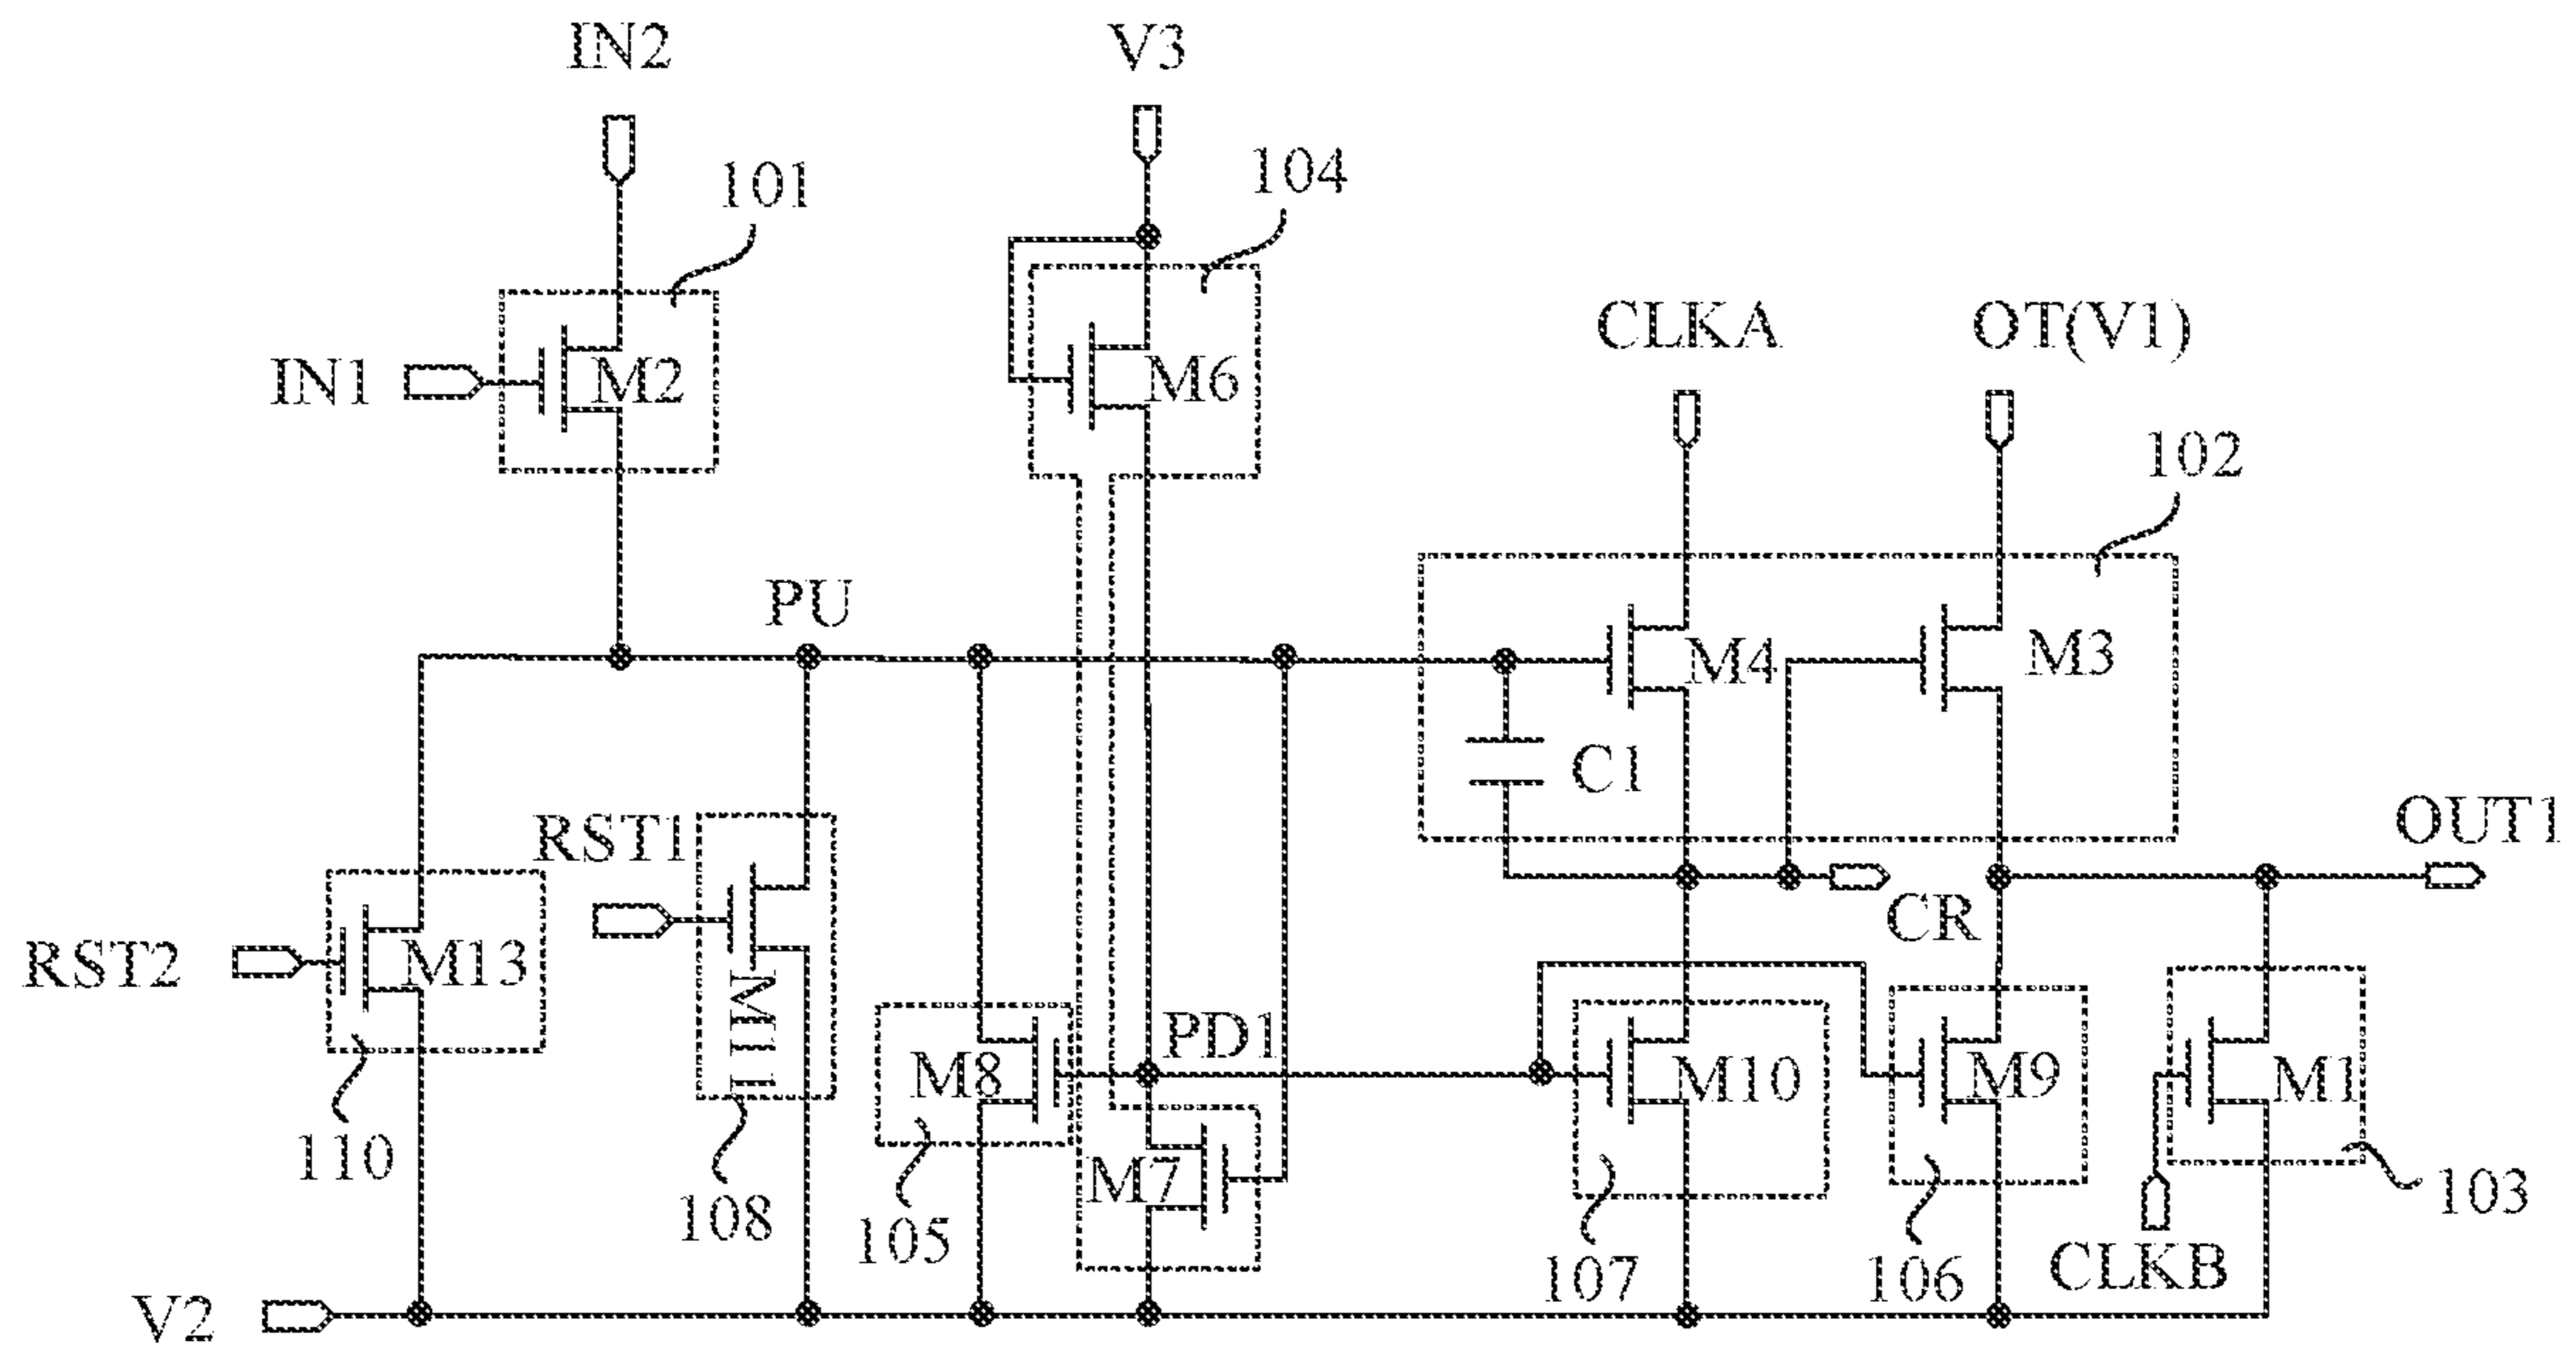 IN2
V3
101
104
IN1
M2
M6
CLKA
OT(V1)
102
PU
M4
M3
C1
RST1
OUT1
CR
RST2
M13
M11
PD1
M8
M10
M9
M1
110
108
105
M7
107
106
CLKB
103
V2